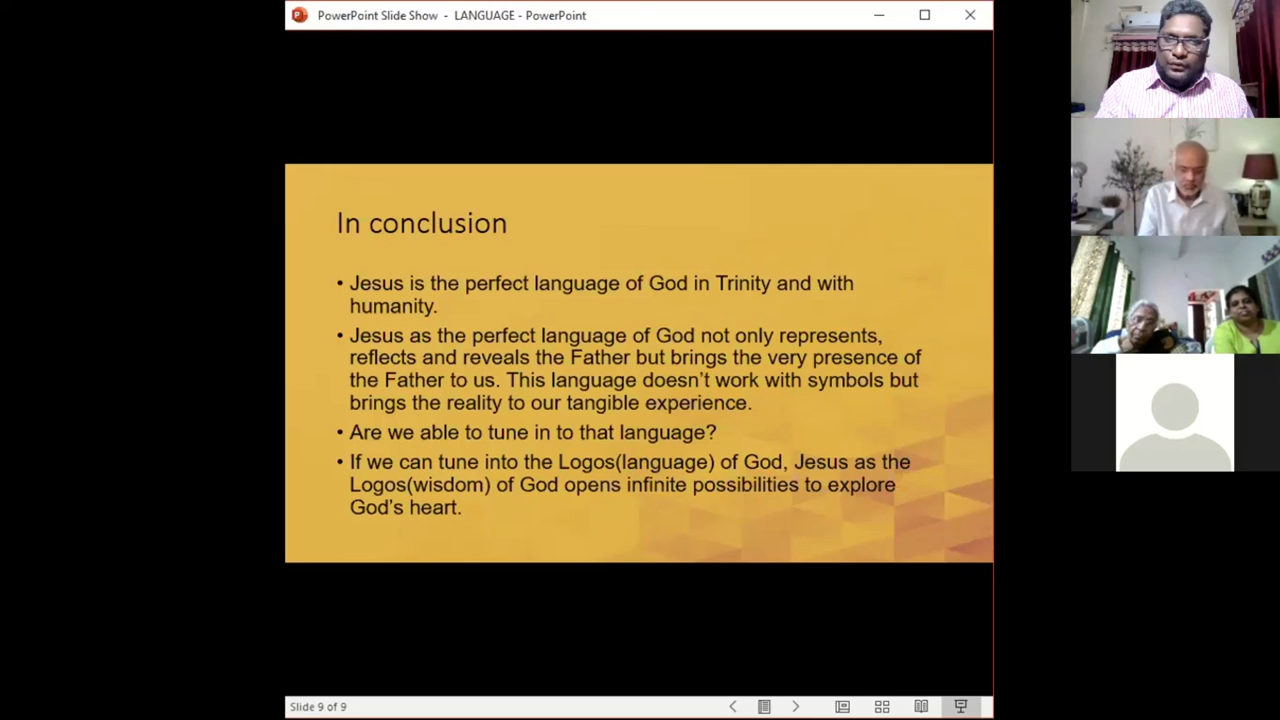 PowerPoint Slide Show - LANGUAGE - PowerPoint
In conclusion
• Jesus is the perfect language of God in Trinity and with
humanity.
• Jesus as the perfect language of God not only represents,
reflects and reveals the Father but brings the very presence of
the Father to us. This language doesn’t work with symbols but
brings the reality to our tangible experience.
• Are we able to tune in to that language?
• If we can tune into the Logos(language) of God, Jesus as the
Logos(wisdom) of God opens infinite possibilities to explore
God’s heart.
Slide 9 of 9